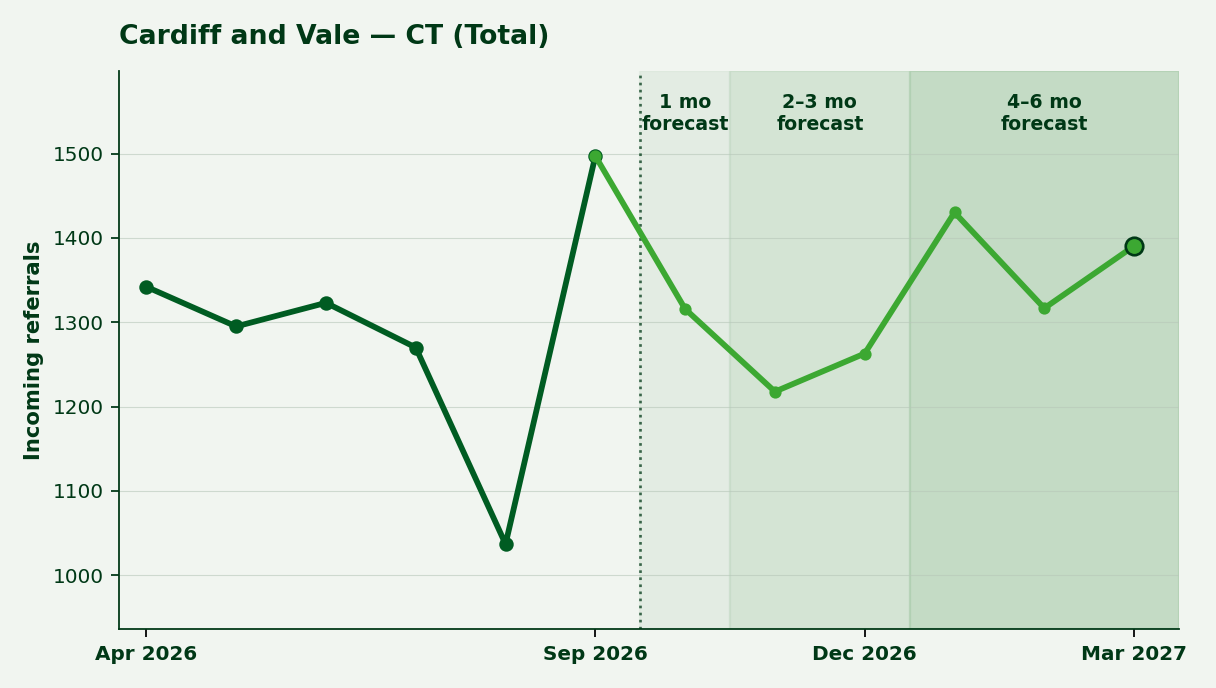 Cardiff and Vale — CT (Total)
1 mo
forecast
2–3 mo
forecast
4–6 mo
forecast
Incoming referrals
1500
1400
1300
1200
1100
1000
Apr 2026
Sep 2026
Dec 2026
Mar 2027